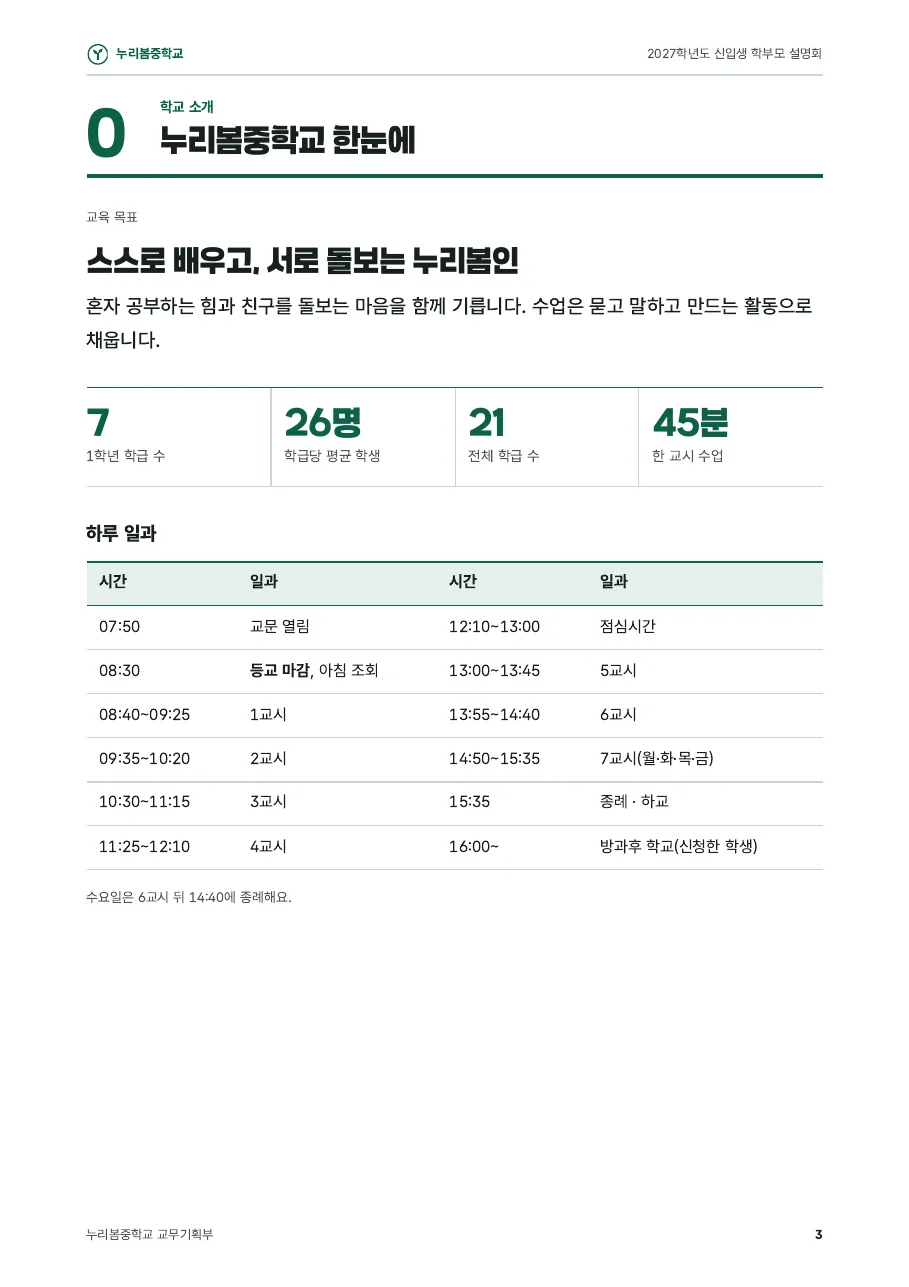 누리봄중학교
2027학년도 신입생 학부모 설명회
0
학교 소개
누리봄중학교 한눈에
교육 목표
스스로 배우고, 서로 돌보는 누리봄인
혼자 공부하는 힘과 친구를 돌보는 마음을 함께 기릅니다. 수업은 묻고 말하고 만드는 활동으로
채웁니다.
7 26명 21 45분
1학년 학급 수 학급당 평균 학생 전체 학급 수 한 교시 수업
하루 일과
시간 일과 시간 일과
07:50 교문 열림 12:10~13:00 점심시간
08:30 등교 마감, 아침 조회 13:00~13:45 5교시
08:40~09:25 1교시 13:55~14:40 6교시
09:35~10:20 2교시 14:50~15:35 7교시(월·화·목·금)
10:30~11:15 3교시 15:35 종례 · 하교
11:25~12:10 4교시 16:00~ 방과후 학교(신청한 학생)
수요일은 6교시 뒤 14:40에 종례해요.
누리봄중학교 교무기획부
3